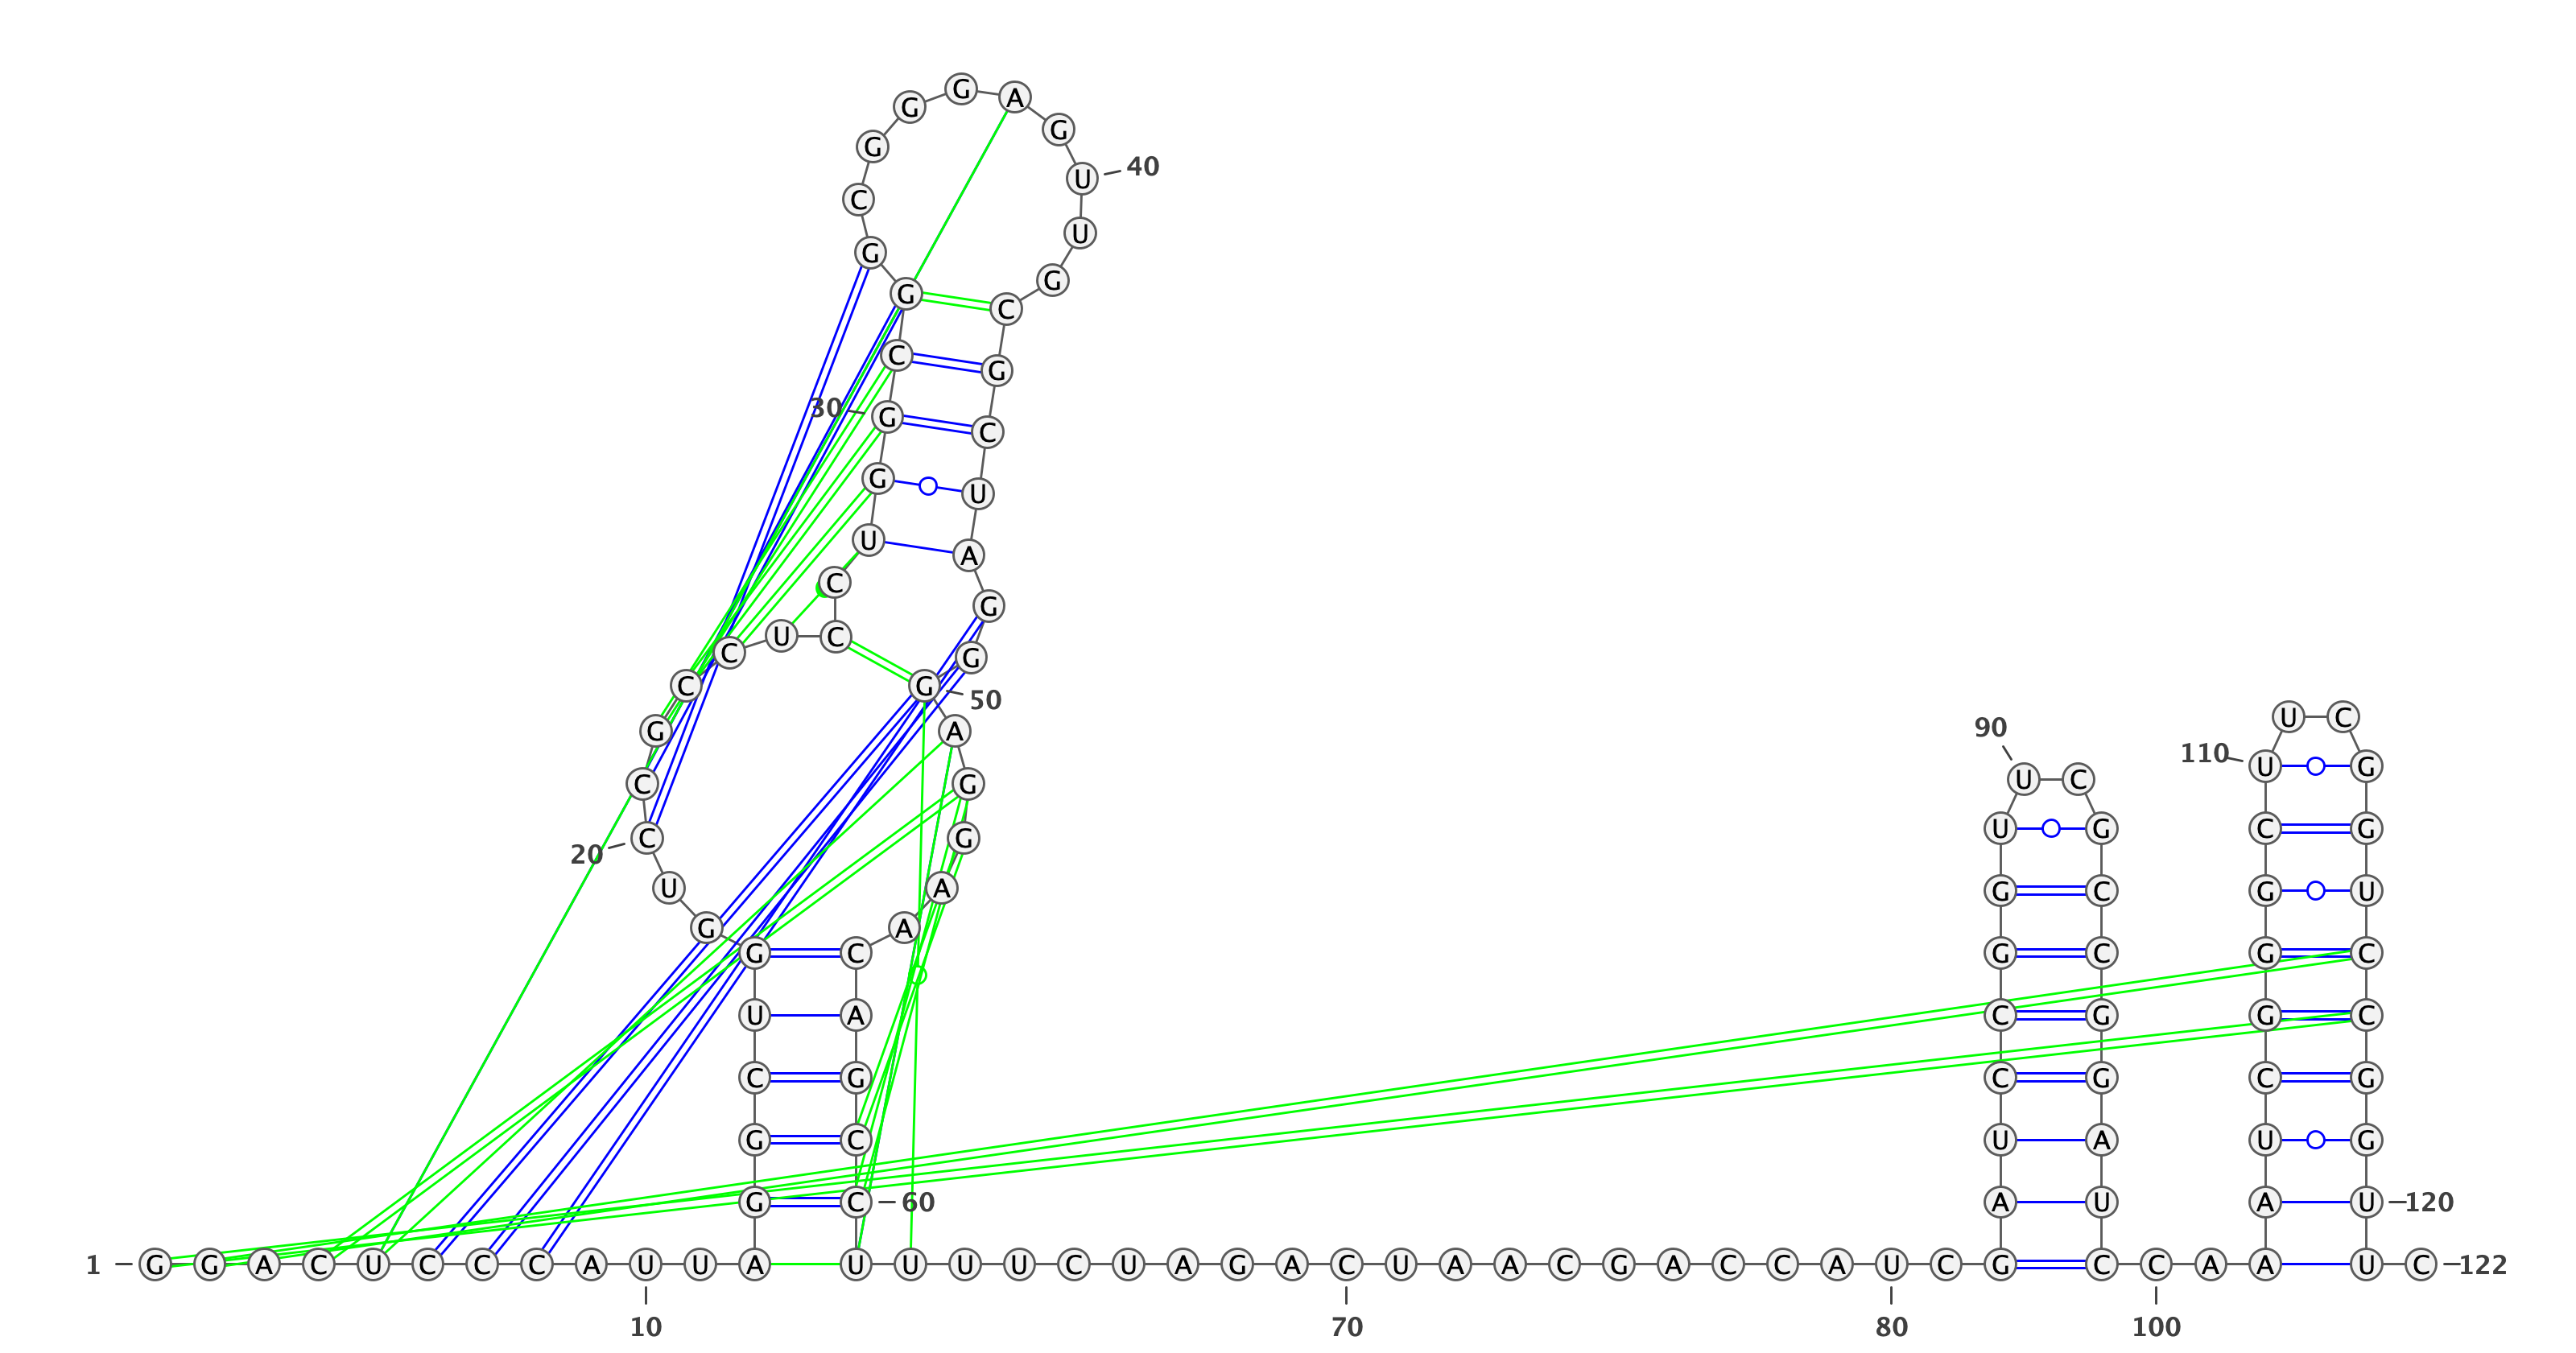 1
G G A C U C C C A U U A
10
G G C U G
G U C C G C C U C C
20
U G G C G
30
G C G G G A G U U G
40
C G C U A
G G G A G G A A
50
C A G C C
60
U U U U C U A G A C U A A C G A C C A U C G
70
80
A U C C G G U
U C
90
G C C G G A U
C C A A
100
A U C G G G C U
110
U C
G G U C C G G U
120
U C
122